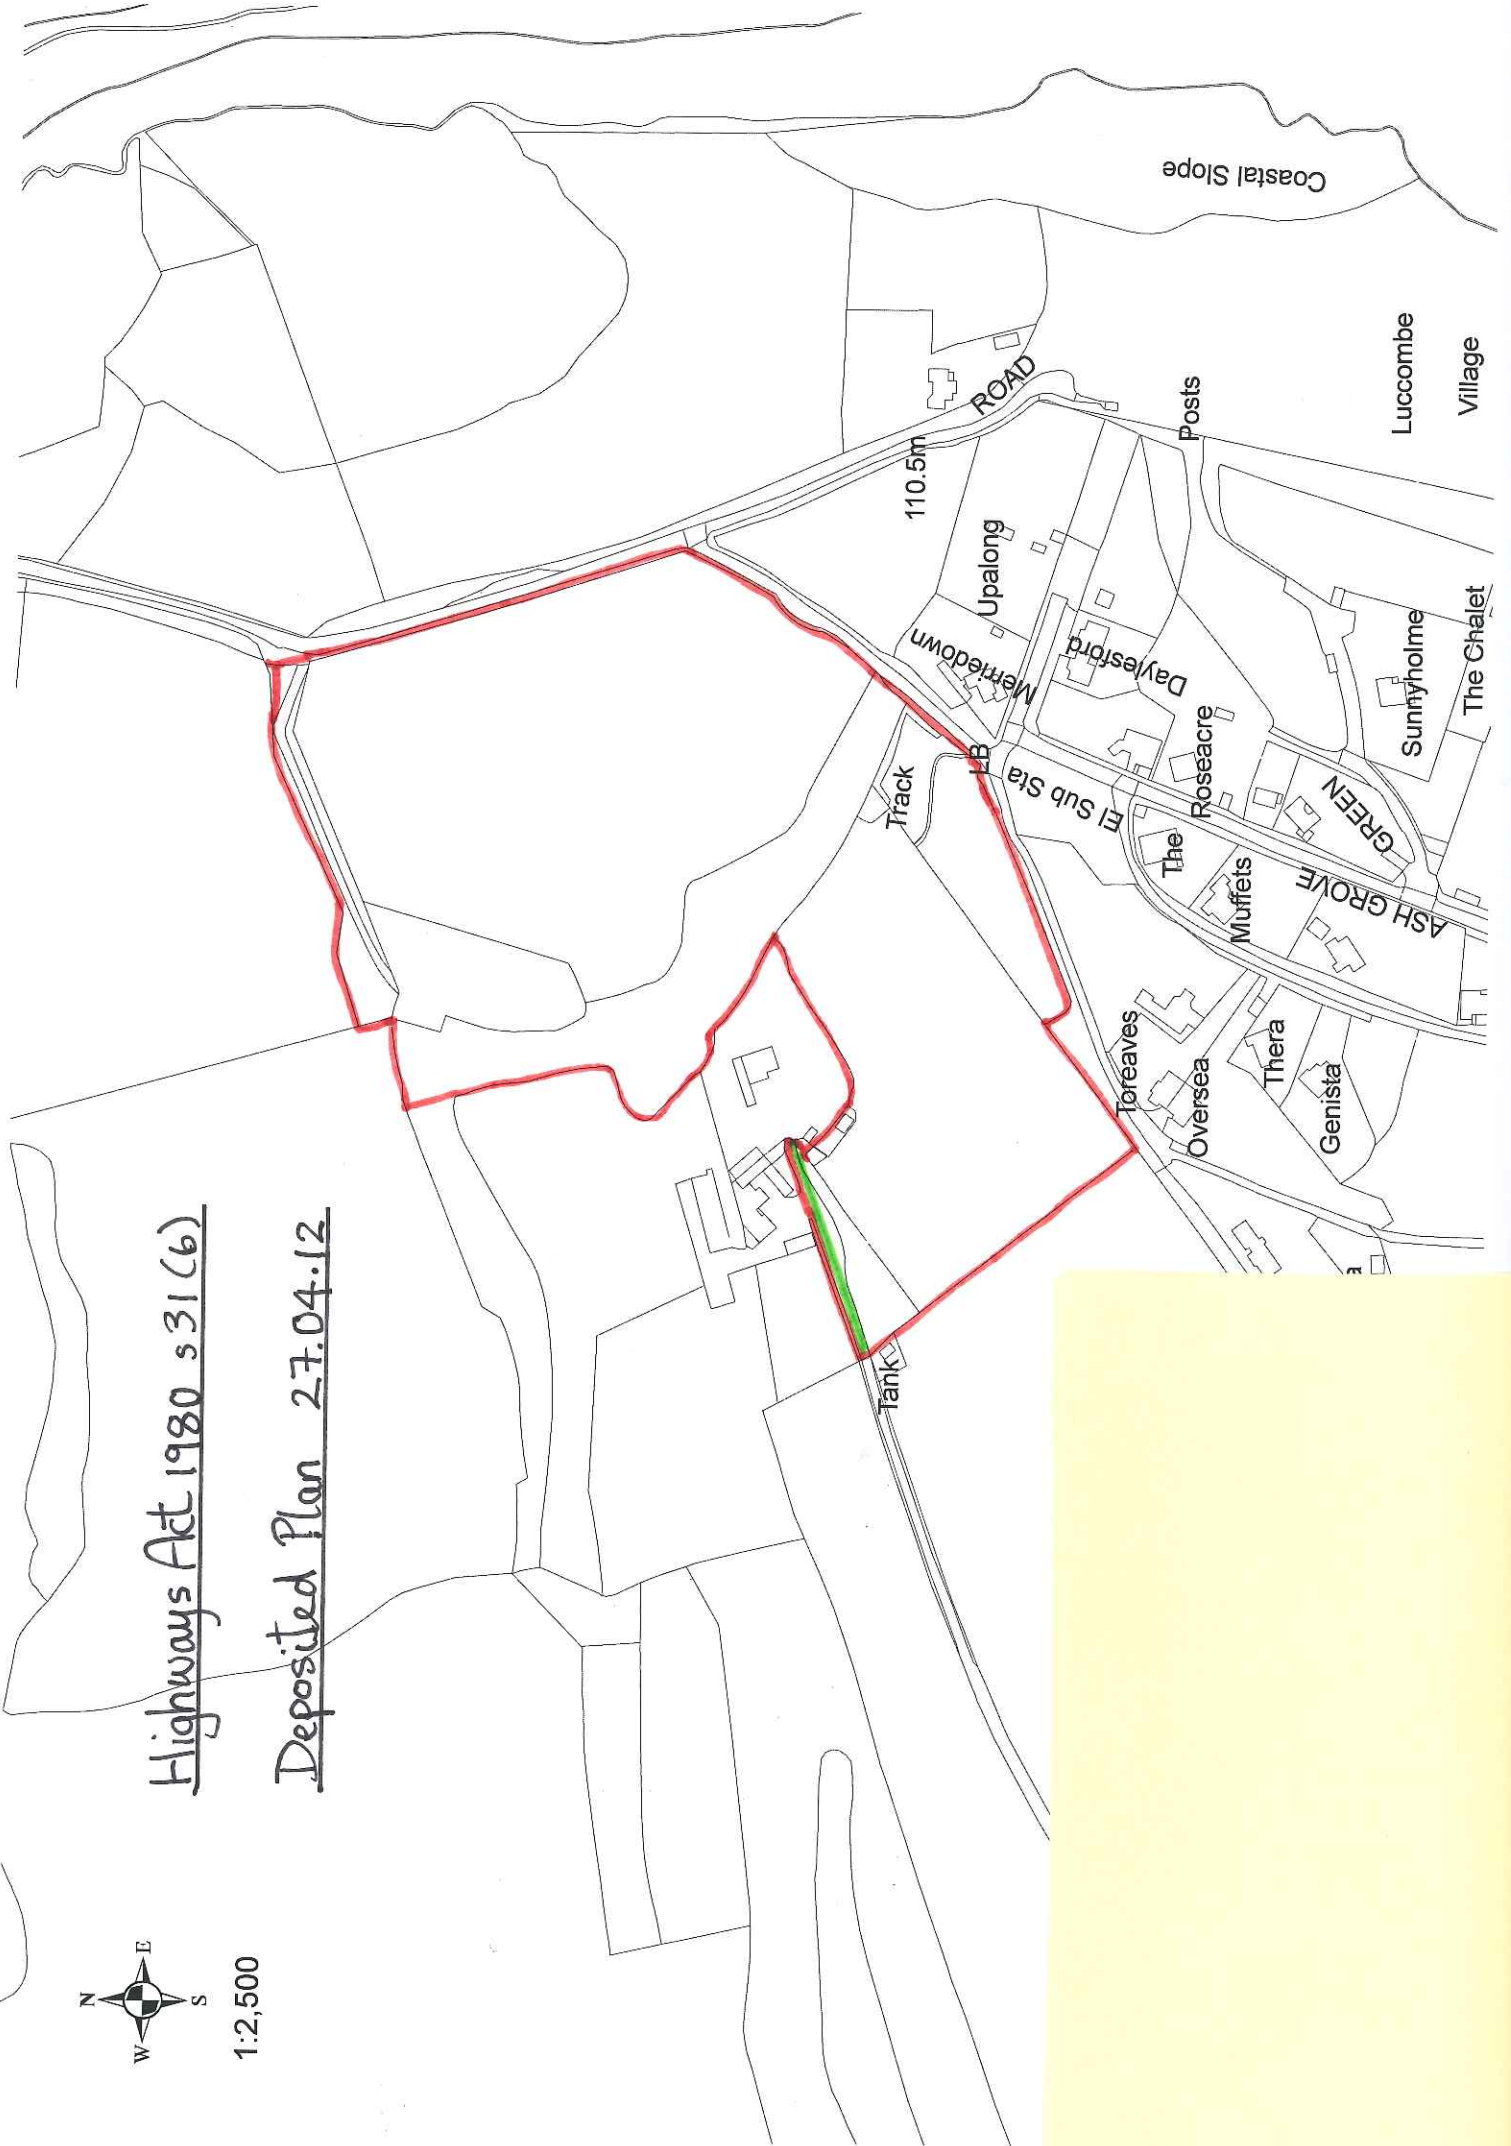 Highways Act 1980 s31(6)
Deposited Plan 27.04.12
N
W
E
S
1:2,500
Coastal Slope
ROAD
110.5m
Posts
Luccombe
Village
Upalong
Merriedown
Daylesford
Track
LB
El Sub Sta
Roseacre
The
Muffets
GREEN
ASH GROVE
Sunnyholme
The Chalet
Toreaves
Oversea
Thera
Genista
Tank
a